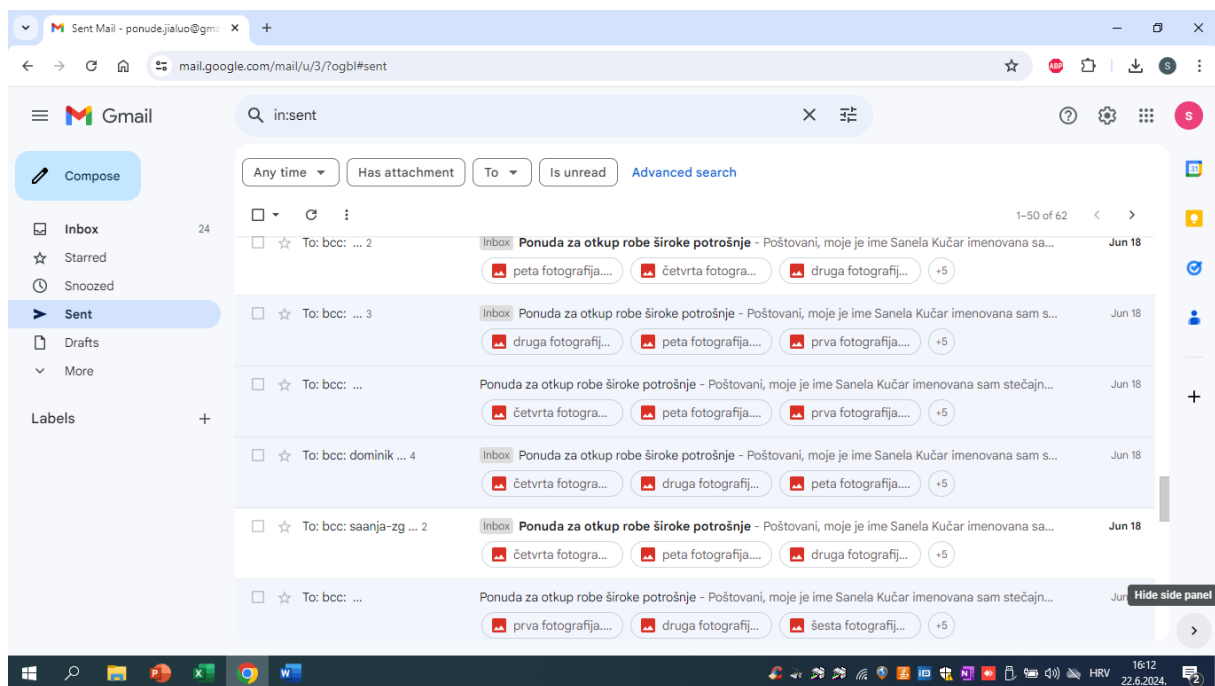 Sent Mail - ponude.jialuo@gma
mail.google.com/mail/u/3/?ogbl#sent
ABP
S
Gmail
in:sent
S
Compose
Inbox 24
Starred
Snoozed
Sent
Drafts
More
Labels
Any time
Has attachment
To
Is unread
Advanced search
1–50 of 62
To: bcc: ... 2 Inbox Ponuda za otkup robe široke potrošnje - Poštovani, moje je ime Sanela Kučar imenovana sa... Jun 18
peta fotografija.... četvrta fotogra... druga fotografij... +5
To: bcc: ... 3 Inbox Ponuda za otkup robe široke potrošnje - Poštovani, moje je ime Sanela Kučar imenovana sam s... Jun 18
druga fotografij... peta fotografija.... prva fotografija.... +5
To: bcc: ... Ponuda za otkup robe široke potrošnje - Poštovani, moje je ime Sanela Kučar imenovana sam stečajn... Jun 18
četvrta fotogra... peta fotografija.... prva fotografija.... +5
To: bcc: dominik ... 4 Inbox Ponuda za otkup robe široke potrošnje - Poštovani, moje je ime Sanela Kučar imenovana sam s... Jun 18
četvrta fotogra... druga fotografij... peta fotografija.... +5
To: bcc: saanja-zg ... 2 Inbox Ponuda za otkup robe široke potrošnje - Poštovani, moje je ime Sanela Kučar imenovana sa... Jun 18
četvrta fotogra... peta fotografija.... druga fotografij... +5
To: bcc: ... Ponuda za otkup robe široke potrošnje - Poštovani, moje je ime Sanela Kučar imenovana sam stečajn... Jun
prva fotografija.... druga fotografij... šesta fotografij... +5
31
Hide side panel
HRV
16:12
22.6.2024.
2